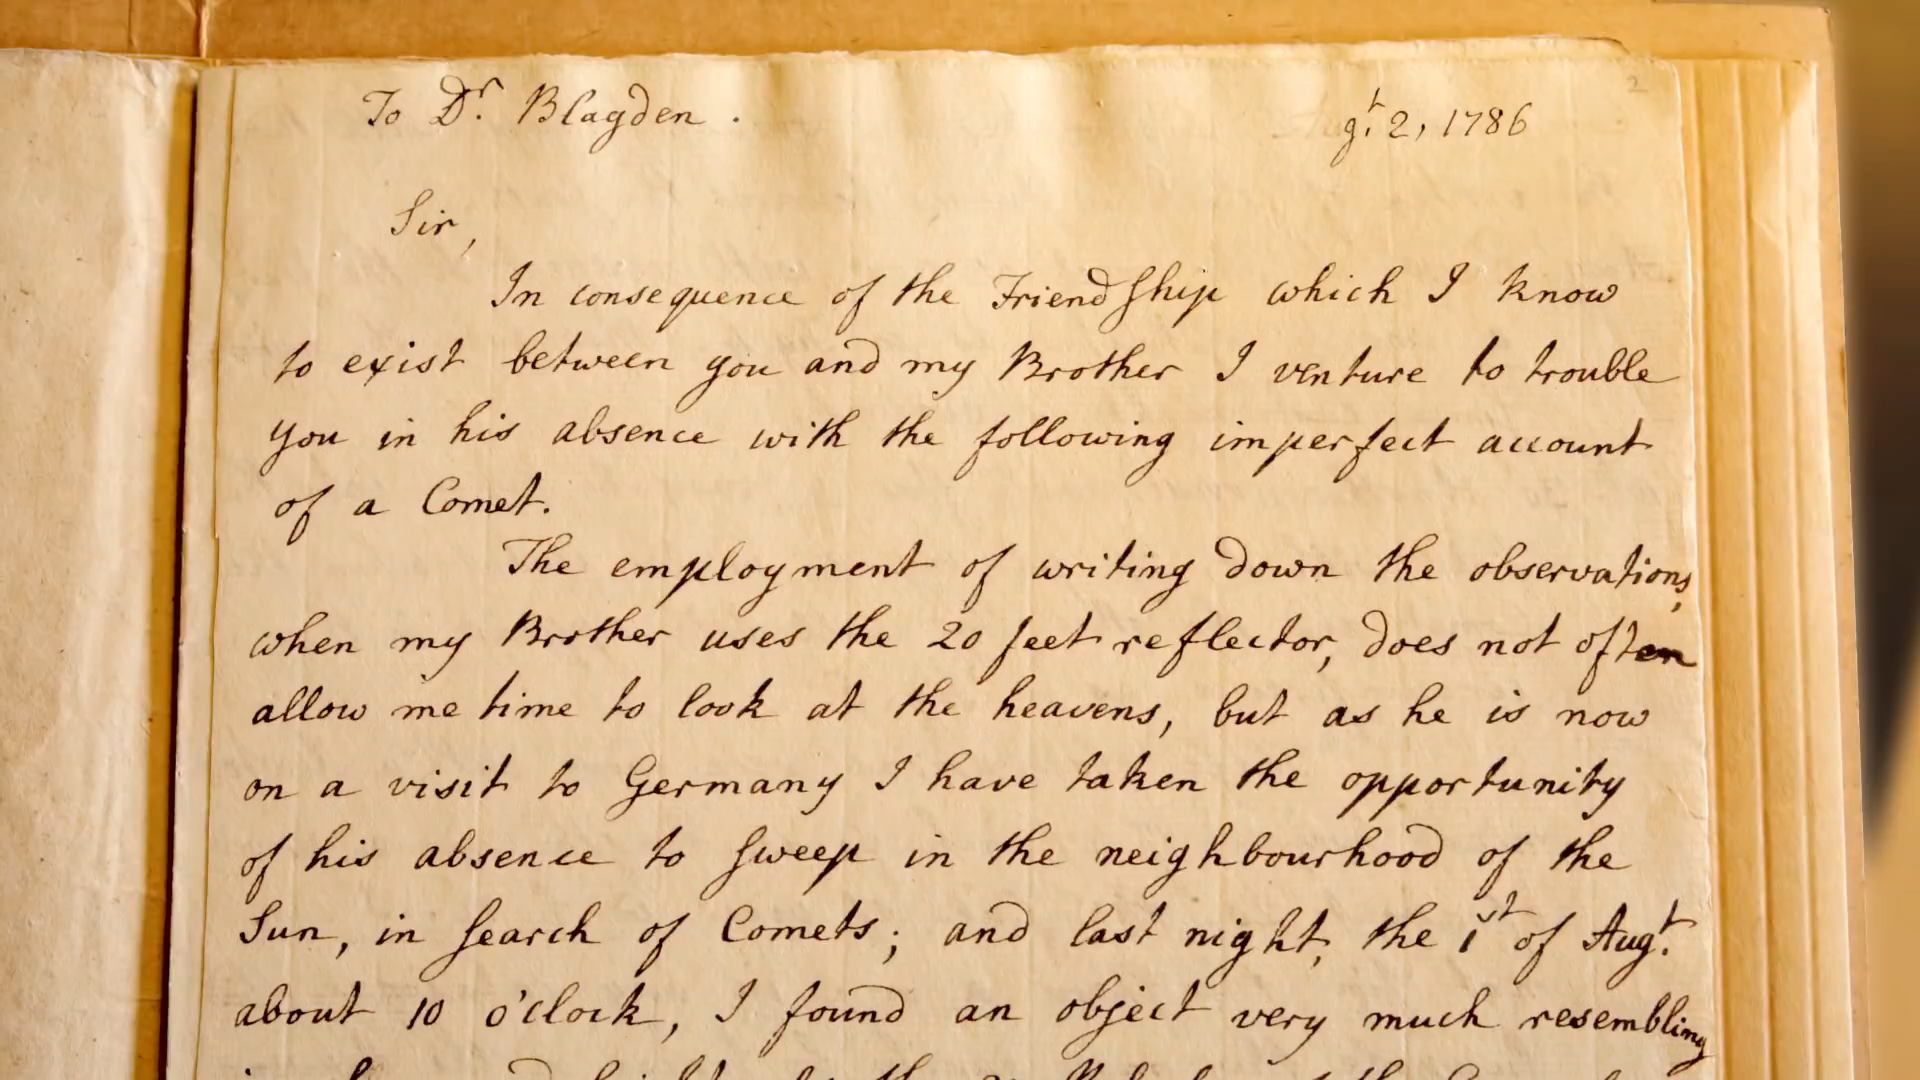 To Dr. Blagden.
gt. 2, 1786
2
Sir,
In consequence of the Friendship which I know
to exist between you and my Brother I venture to trouble
you in his absence with the following imperfect account
of a Comet.
The employment of writing down the observations,
when my Brother uses the 20 feet reflector, does not often
allow me time to look at the heavens, but as he is now
on a visit to Germany I have taken the opportunity
of his absence to sweep in the neighbourhood of the
Sun, in search of Comets; and last night, the 1st of Augt.
about 10 o'clock, I found an object very much resembling